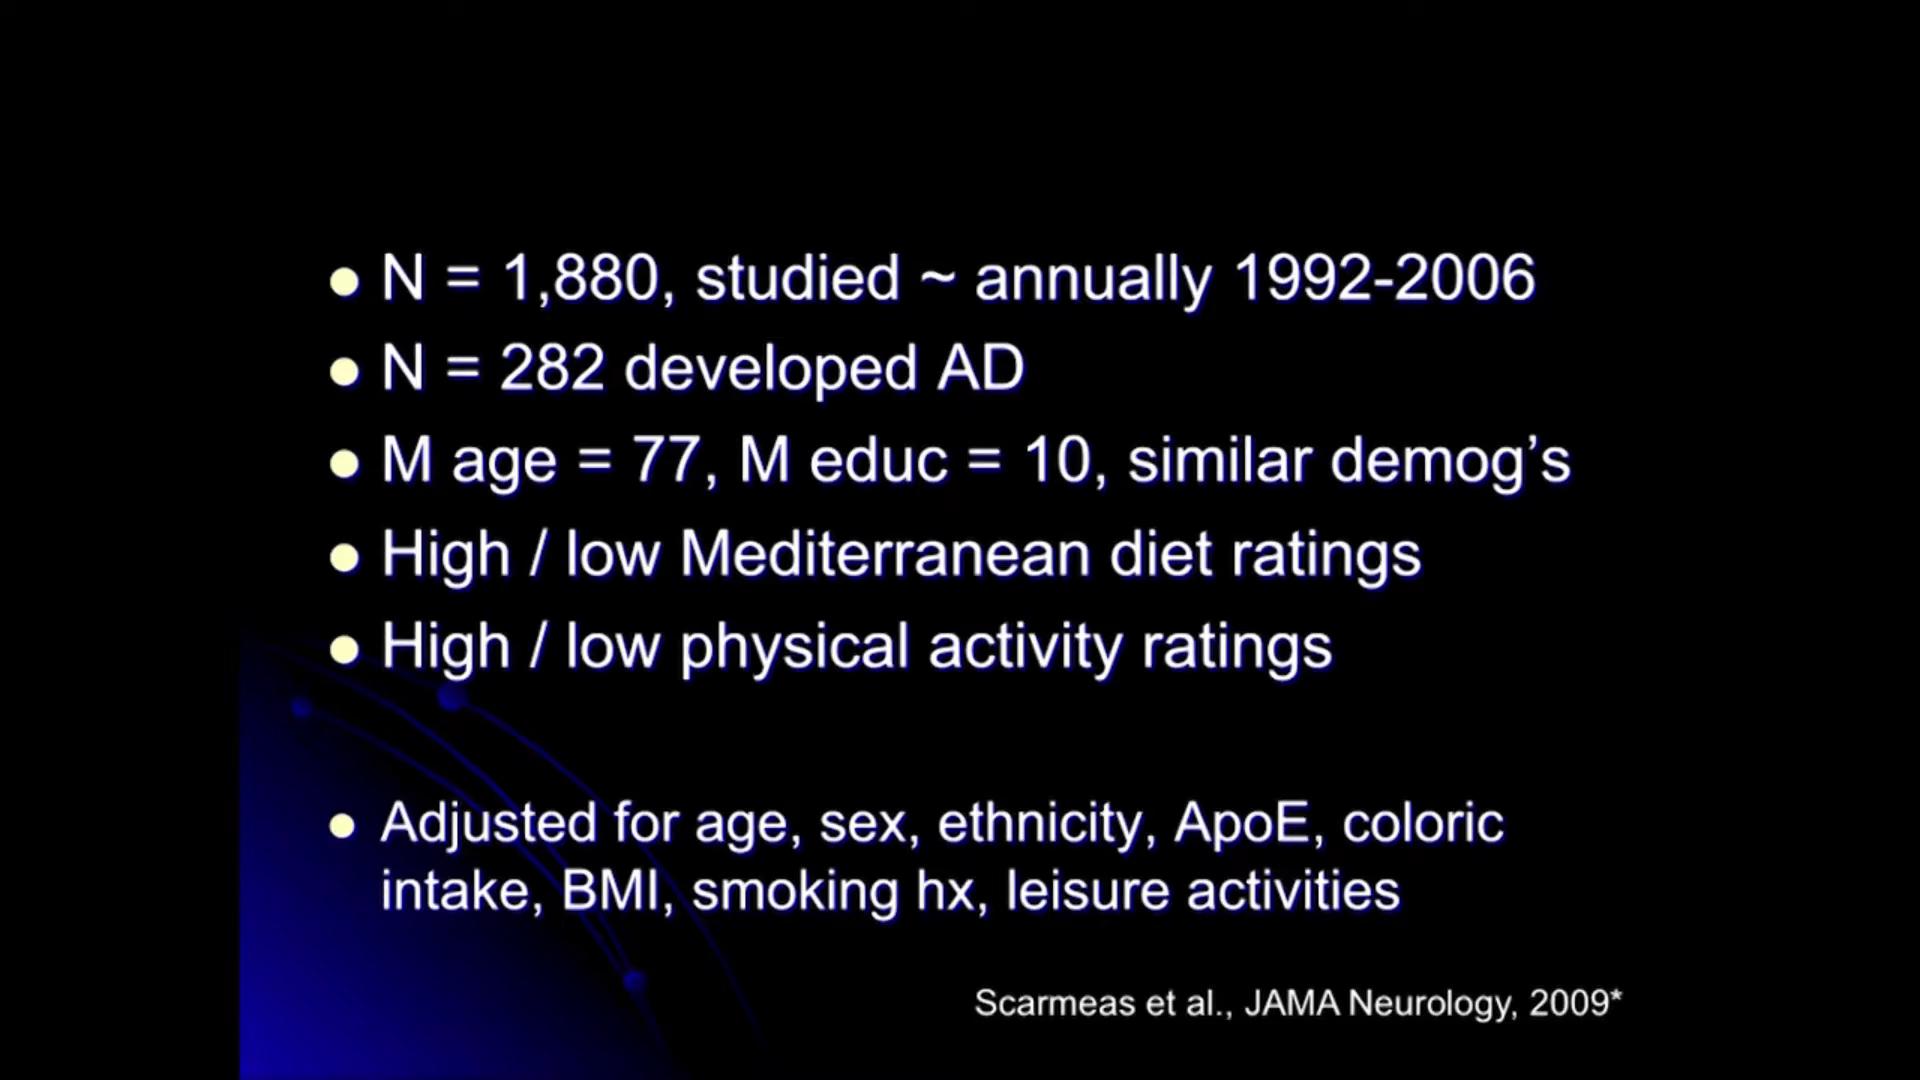 N = 1,880, studied ~ annually 1992-2006
N = 282 developed AD
M age = 77, M educ = 10, similar demog’s
High / low Mediterranean diet ratings
High / low physical activity ratings
Adjusted for age, sex, ethnicity, ApoE, coloric
intake, BMI, smoking hx, leisure activities
Scarmeas et al., JAMA Neurology, 2009*